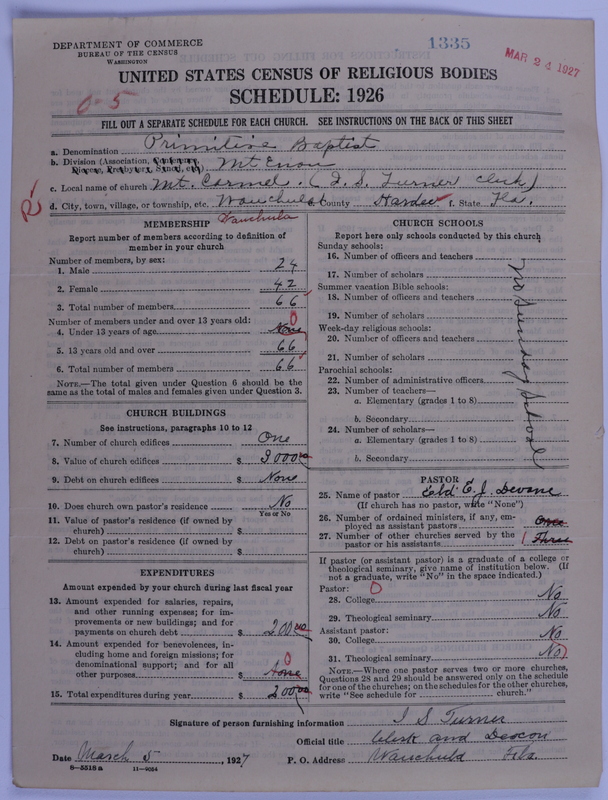 DEPARTMENT OF COMMERCE
BUREAU OF THE CENSUS
WASHINGTON
1335
MAR 24 1927
UNITED STATES CENSUS OF RELIGIOUS BODIES
SCHEDULE: 1926
0-5
FILL OUT A SEPARATE SCHEDULE FOR EACH CHURCH. SEE INSTRUCTIONS ON THE BACK OF THIS SHEET
a. Denomination Primitive Baptist
b. Division (Association, Conference, Diocese, Presbytery, Synod, etc.) Mt Enon
c. Local name of church Mt. Carmel. (I. S. Turner clerk)
d. City, town, village, or township, etc. Wauchula County Hardee f. State Fla.
Wauchula
MEMBERSHIP
Report number of members according to definition of
member in your church
Number of members, by sex:
1. Male 24
2. Female 42
3. Total number of members 66
Number of members under and over 13 years old:
4. Under 13 years of age None 0
5. 13 years old and over 66
6. Total number of members 66
NOTE.—The total given under Question 6 should be the
same as the total of males and females given under Question 3.
CHURCH BUILDINGS
See instructions, paragraphs 10 to 12
7. Number of church edifices One
8. Value of church edifices $ 3000 00
9. Debt on church edifices $ None
10. Does church own pastor's residence No
Yes or No
11. Value of pastor's residence (if owned by
church) $
12. Debt on pastor's residence (if owned by
church) $
EXPENDITURES
Amount expended by your church during last fiscal year
13. Amount expended for salaries, repairs,
and other running expenses; for im-
provements or new buildings; and for
payments on church debt $ 200 00
14. Amount expended for benevolences, in-
cluding home and foreign missions; for
denominational support; and for all
other purposes $ None 0
15. Total expenditures during year $ 200 00
CHURCH SCHOOLS
Report here only schools conducted by this church
Sunday schools:
16. Number of officers and teachers
17. Number of scholars
Summer vacation Bible schools:
18. Number of officers and teachers
19. Number of scholars
Week-day religious schools:
20. Number of officers and teachers
21. Number of scholars
Parochial schools:
22. Number of administrative officers
23. Number of teachers—
a. Elementary (grades 1 to 8)
b. Secondary
24. Number of scholars—
a. Elementary (grades 1 to 8)
b. Secondary
No Sunday School
PASTOR
25. Name of pastor Eld. E. J. Devane
(If church has no pastor, write "None")
26. Number of ordained ministers, if any, em-
ployed as assistant pastors
27. Number of other churches served by the
pastor or his assistants Three
If pastor (or assistant pastor) is a graduate of a college or
theological seminary, give name of institution below. (If
not a graduate, write "No" in the space indicated.)
Pastor: 0
28. College No
29. Theological seminary No
Assistant pastor:
30. College No
31. Theological seminary No
NOTE.—Where one pastor serves two or more churches,
Questions 28 and 29 should be answered only on the schedule
for one of the churches; on the schedules for the other churches,
write "See schedule for church."
Signature of person furnishing information I S Turner
Official title Clerk and Deacon
Date March 5, 1927 P. O. Address Wauchula Fla.
8—5518a 11—9064